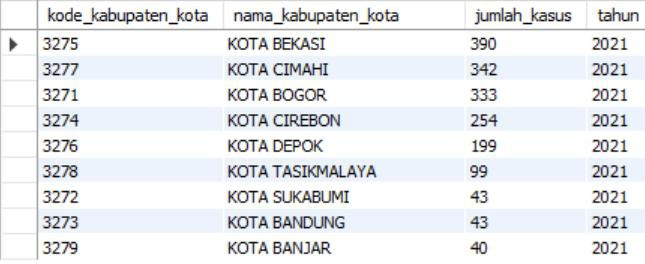 kode_kabupaten_kota nama_kabupaten_kota jumlah_kasus tahun
3275 KOTA BEKASI 390 2021
3277 KOTA CIMAHI 342 2021
3271 KOTA BOGOR 333 2021
3274 KOTA CIREBON 254 2021
3276 KOTA DEPOK 199 2021
3278 KOTA TASIKMALAYA 99 2021
3272 KOTA SUKABUMI 43 2021
3273 KOTA BANDUNG 43 2021
3279 KOTA BANJAR 40 2021